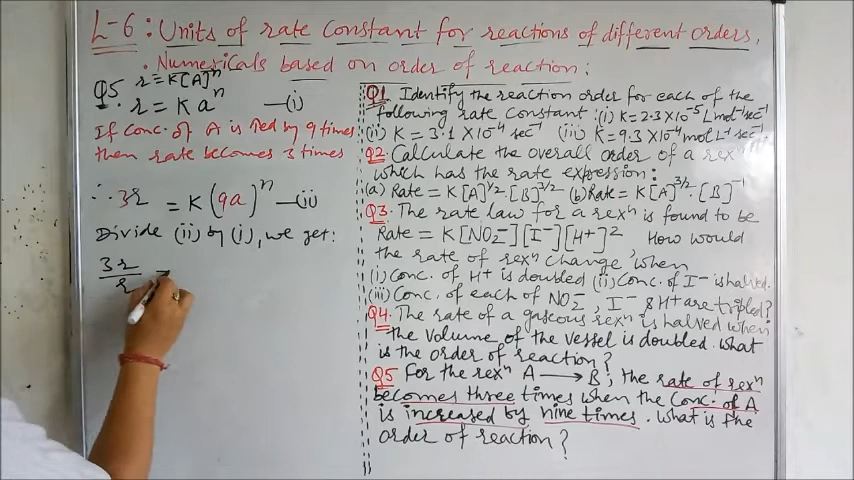 L-6 : Units of rate constant for reactions of different orders.
. Numericals based on order of reaction :
Q5 r = K[A]^n
. r = K a^n —(i)
If conc. of A is ↑ed by 9 times
then rate becomes 3 times
∴ 3r = K (9a)^n —(ii)
Divide (ii) by (i), we get:
3r/r =
Q1 Identify the reaction order for each of the
following rate constant : (i) K = 2.3 X 10^-5 L mol^-1 sec^-1
(ii) K = 3.1 X 10^-4 sec^-1 (iii) K = 9.3 X 10^-4 mol L^-1 sec^-1
Q2. Calculate the overall order of a rex^n
which has the rate expression :
(a) Rate = K[A]^1/2 . [B]^3/2 (b) Rate = K[A]^3/2 . [B]^-1
Q3. The rate law for a rex^n is found to be
Rate = K[NO2^-][I^-][H^+]^2 How would
the rate of rex^n change, when
(i) Conc. of H^+ is doubled (ii) Conc. of I^- is halved.
(iii) Conc. of each of NO2^-, I^- & H^+ are tripled?
Q4. The rate of a gaseous rex^n is halved when
the volume of the vessel is doubled. What
is the order of reaction?
Q5 For the rex^n A → B; the rate of rex^n
becomes three times when the conc. of A
is increased by nine times. What is the
order of reaction?